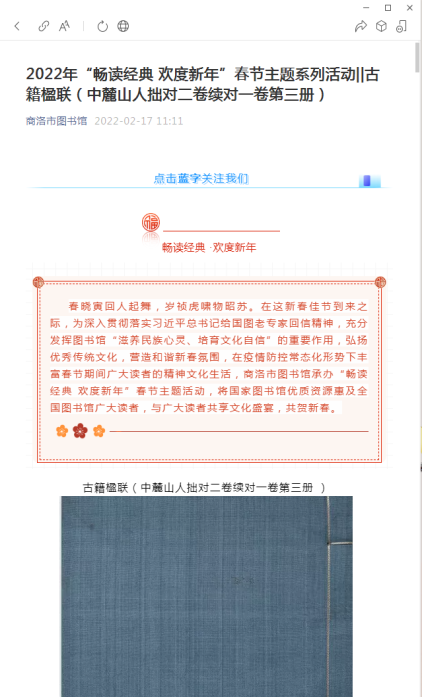 2022年“畅读经典 欢度新年”春节主题系列活动||古
籍楹联（中麓山人拙对二卷续对一卷第三册）
商洛市图书馆 2022-02-17 11:11
点击蓝字关注我们
福
畅读经典 ·欢度新年
春晓寅回人起舞，岁祯虎啸物昭苏。在这新春佳节到来之
际，为深入贯彻落实习近平总书记给国图老专家回信精神，充分
发挥图书馆“滋养民族心灵、培育文化自信”的重要作用，弘扬
优秀传统文化，营造和谐新春氛围，在疫情防控常态化形势下丰
富春节期间广大读者的精神文化生活，商洛市图书馆承办“畅读
经典 欢度新年”春节主题活动，将国家图书馆优质资源惠及全
国图书馆广大读者，与广大读者共享文化盛宴，共贺新春。
古籍楹联（中麓山人拙对二卷续对一卷第三册 ）